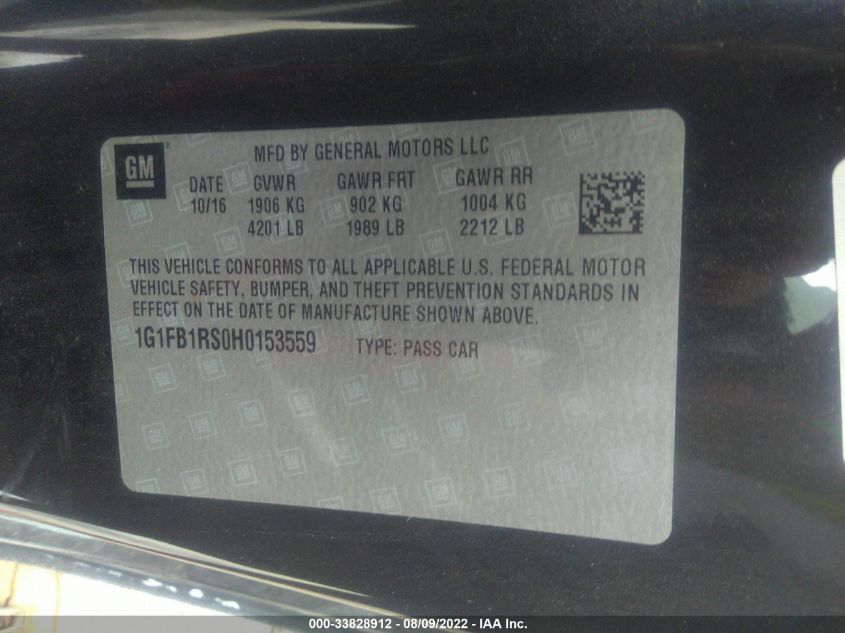 GM
MFD BY GENERAL MOTORS LLC
DATE GVWR GAWR FRT GAWR RR
10/16 1906 KG 902 KG 1004 KG
4201 LB 1989 LB 2212 LB
THIS VEHICLE CONFORMS TO ALL APPLICABLE U.S. FEDERAL MOTOR
VEHICLE SAFETY, BUMPER, AND THEFT PREVENTION STANDARDS IN
EFFECT ON THE DATE OF MANUFACTURE SHOWN ABOVE.
1G1FB1RS0H0153559 TYPE: PASS CAR
000-33828912 - 08/09/2022 - IAA Inc.